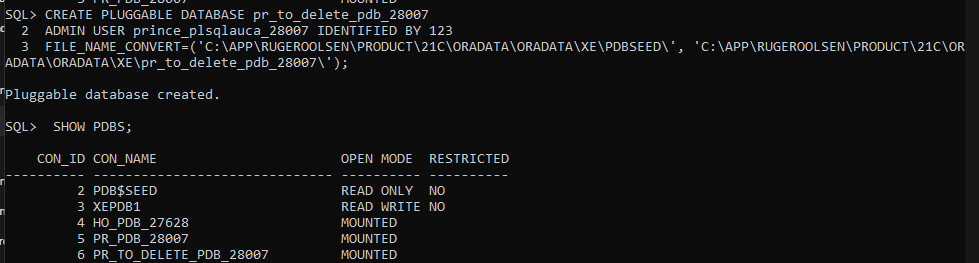 SQL> CREATE PLUGGABLE DATABASE pr_to_delete_pdb_28007
  2  ADMIN USER prince_plsqlauca_28007 IDENTIFIED BY 123
  3  FILE_NAME_CONVERT=('C:\APP\RUGEROOLSEN\PRODUCT\21C\ORADATA\ORADATA\XE\PDBSEED\', 'C:\APP\RUGEROOLSEN\PRODUCT\21C\OR
ADATA\ORADATA\XE\pr_to_delete_pdb_28007\');
Pluggable database created.
SQL>  SHOW PDBS;
    CON_ID CON_NAME                       OPEN MODE  RESTRICTED
---------- ------------------------------ ---------- ----------
         2 PDB$SEED                       READ ONLY  NO
         3 XEPDB1                         READ WRITE NO
         4 HO_PDB_27628                   MOUNTED
         5 PR_PDB_28007                   MOUNTED
         6 PR_TO_DELETE_PDB_28007         MOUNTED